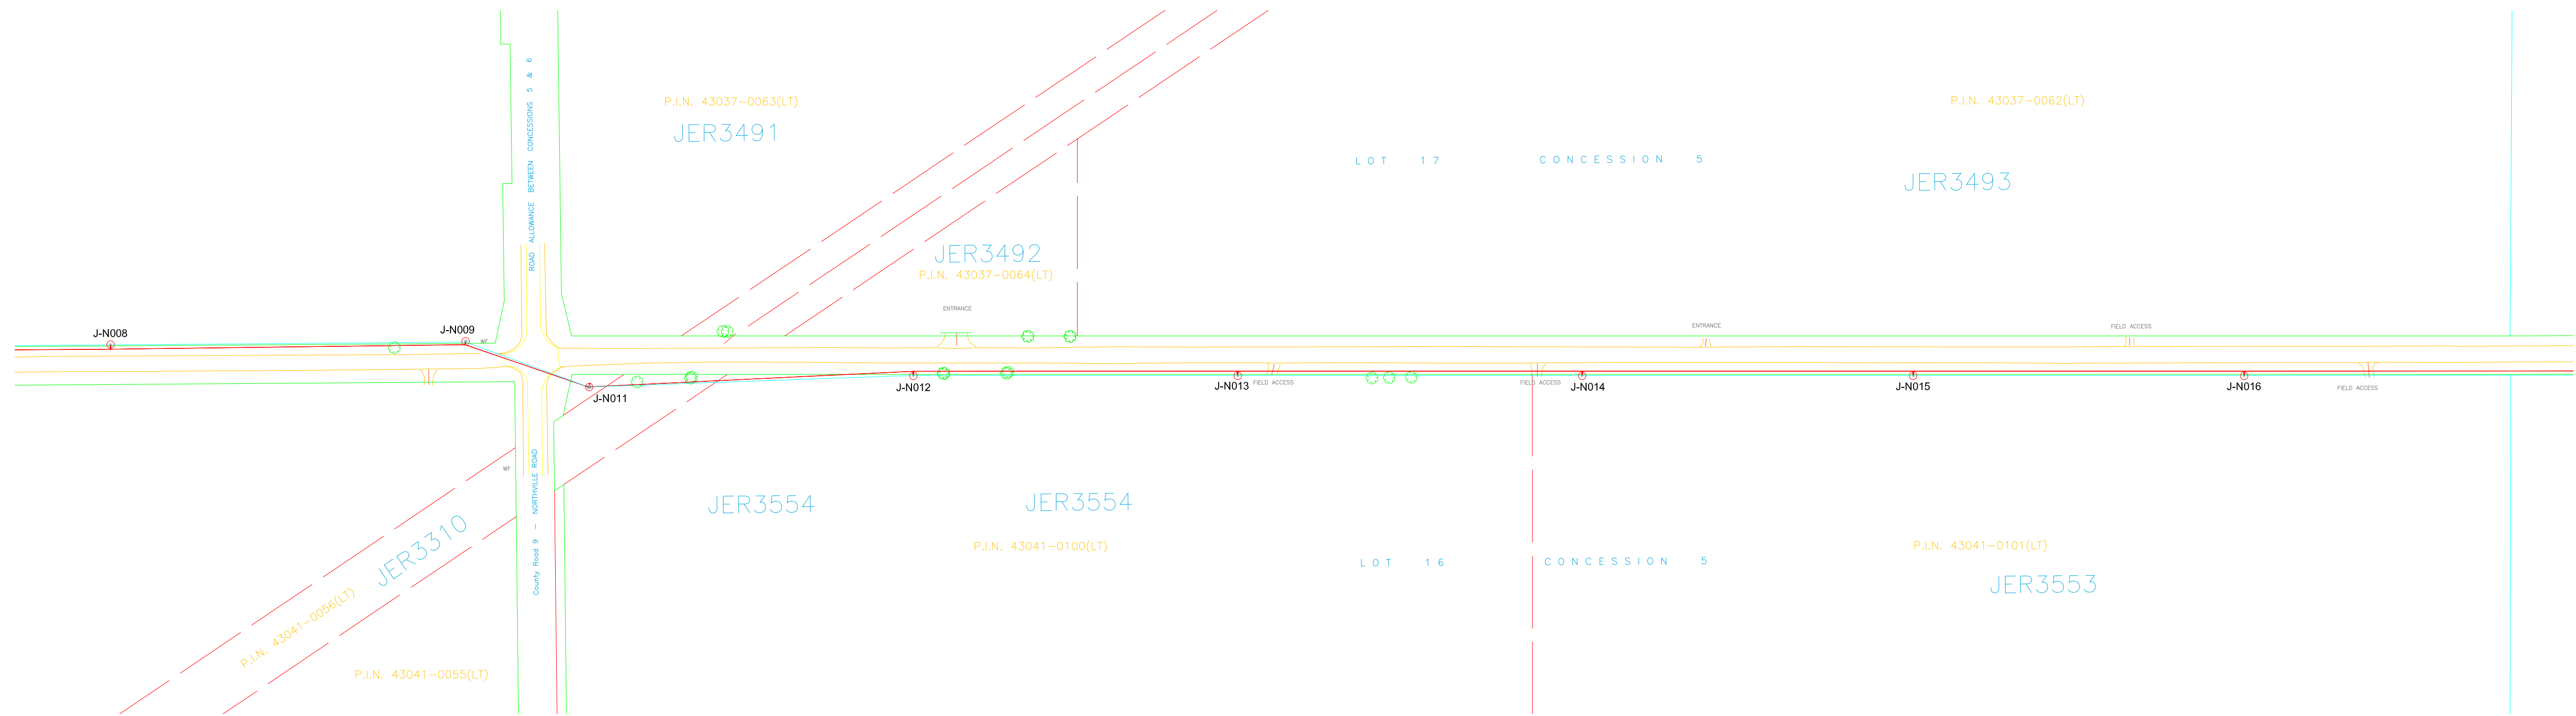 ROAD ALLOWANCE BETWEEN CONCESSIONS 5 & 6
P.I.N. 43037-0063(LT)
JER3491
P.I.N. 43037-0062(LT)
LOT 17 CONCESSION 5
JER3493
JER3492
P.I.N. 43037-0064(LT)
ENTRANCE
J-N008
J-N009
WF
ENTRANCE
FIELD ACCESS
J-N011
J-N012
J-N013
FIELD ACCESS
FIELD ACCESS
J-N014
J-N015
J-N016
FIELD ACCESS
WF
County Road 9 - NORTHVILLE ROAD
JER3310
P.I.N. 43041-0056(LT)
JER3554
JER3554
P.I.N. 43041-0100(LT)
LOT 16 CONCESSION 5
P.I.N. 43041-0101(LT)
JER3553
P.I.N. 43041-0055(LT)